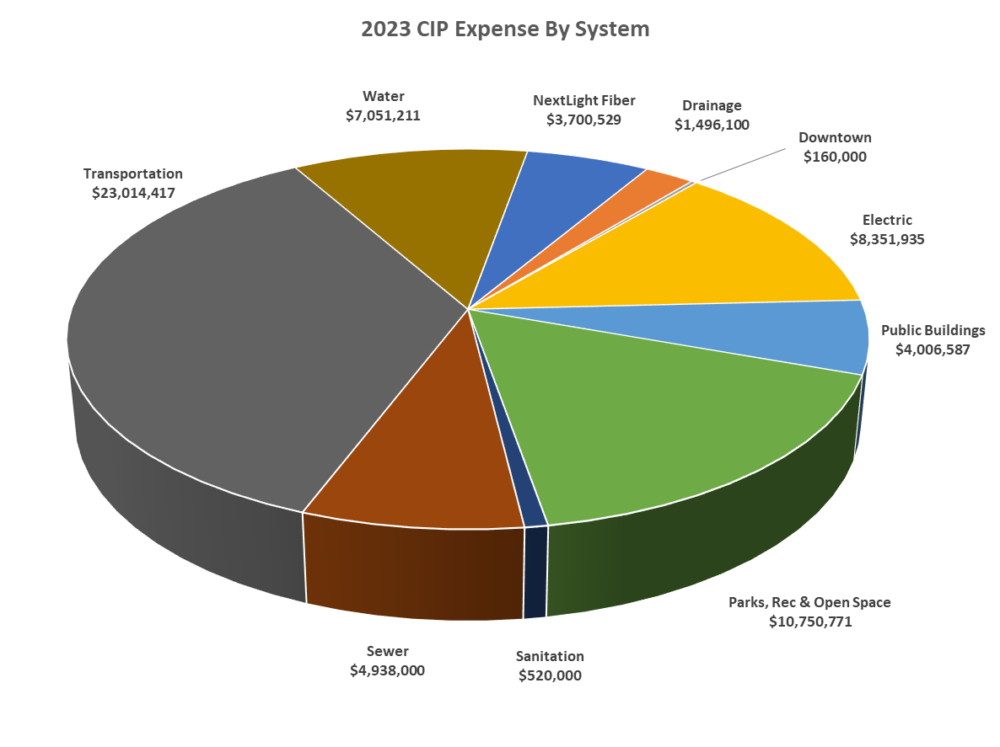 2023 CIP Expense By System
Water
$7,051,211
NextLight Fiber
$3,700,529
Drainage
$1,496,100
Downtown
$160,000
Transportation
$23,014,417
Electric
$8,351,935
Public Buildings
$4,006,587
Parks, Rec & Open Space
$10,750,771
Sewer
$4,938,000
Sanitation
$520,000